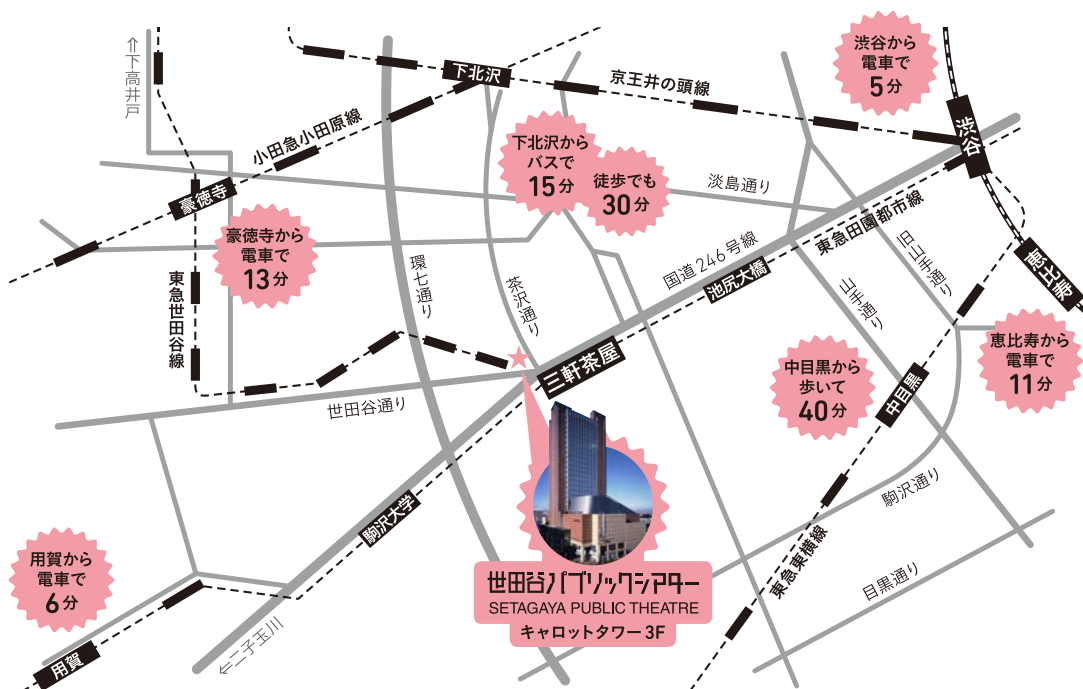 ⇐下高井戸
下北沢
京王井の頭線
渋谷から
電車で
5分
渋谷
小田急小田原線
下北沢から
バスで
15分
徒歩でも
30分
淡島通り
豪徳寺
豪徳寺から
電車で
13分
東急世田谷線
環七通り
茶沢通り
国道246号線
池尻大橋
東急田園都市線
旧山手通り
山手通り
恵比寿
恵比寿から
電車で
11分
三軒茶屋
世田谷通り
中目黒から
歩いて
40分
中目黒
駒沢大学
駒沢通り
東急東横線
目黒通り
用賀から
電車で
6分
用賀
←二子玉川
世田谷パブリックシアター
SETAGAYA PUBLIC THEATRE
キャロットタワー3F